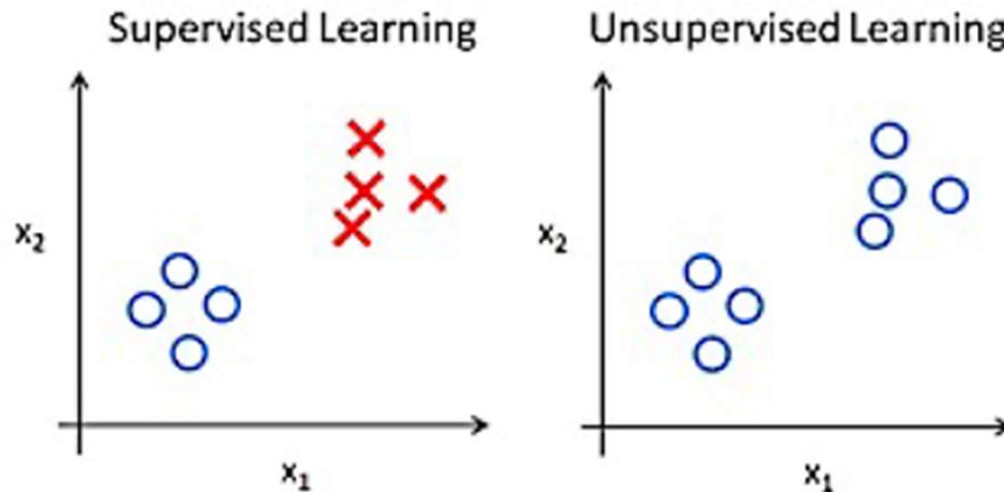 Supervised Learning
Unsupervised Learning
x₂
x₁
x₂
x₁